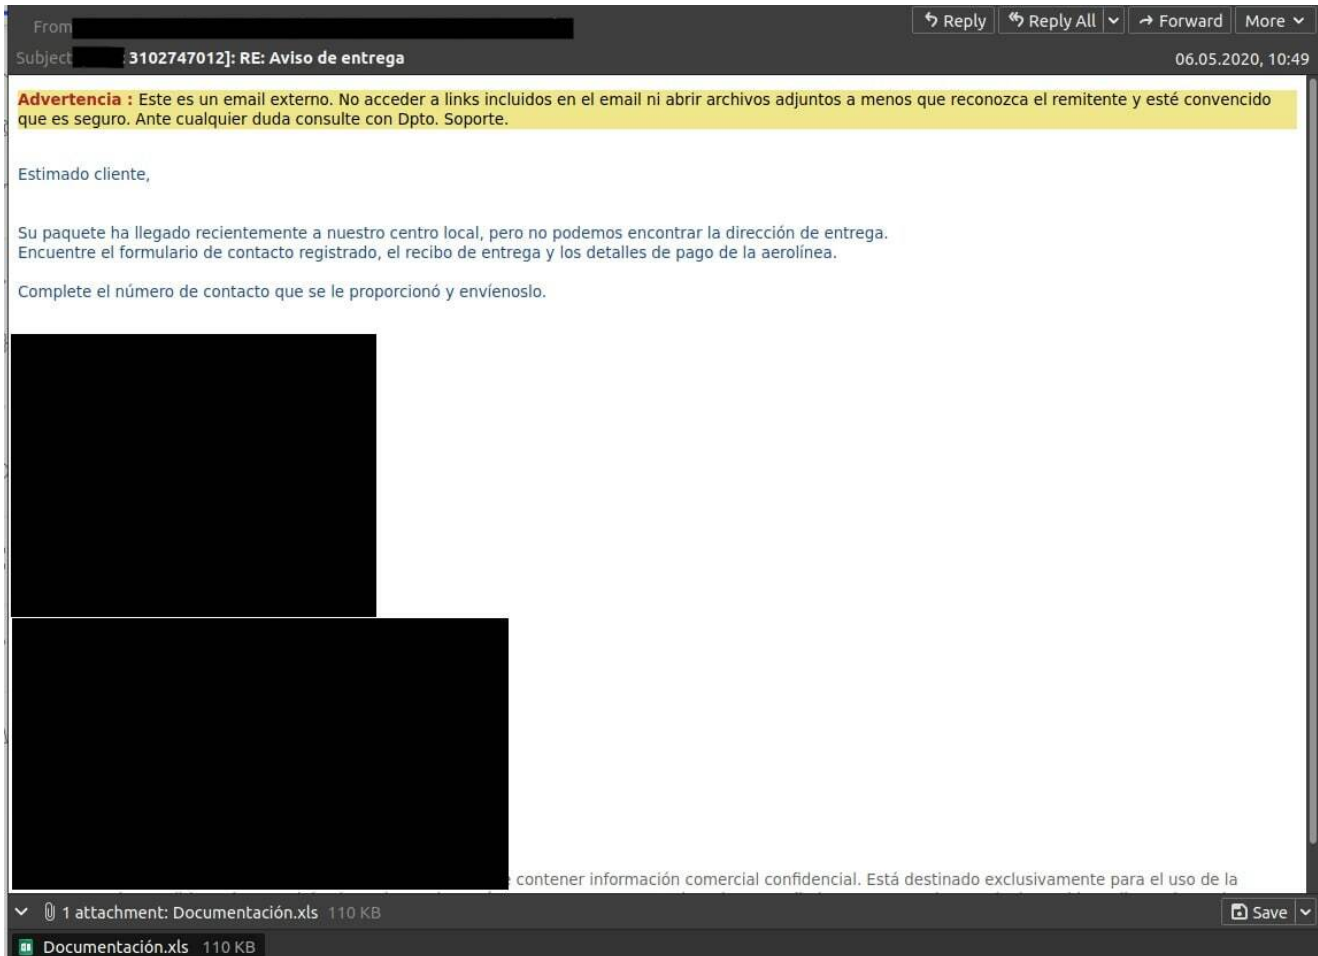 From
Reply
Reply All
Forward
More
Subject
3102747012]: RE: Aviso de entrega
06.05.2020, 10:49
Advertencia : Este es un email externo. No acceder a links incluidos en el email ni abrir archivos adjuntos a menos que reconozca el remitente y esté convencido
que es seguro. Ante cualquier duda consulte con Dpto. Soporte.
Estimado cliente,
Su paquete ha llegado recientemente a nuestro centro local, pero no podemos encontrar la dirección de entrega.
Encuentre el formulario de contacto registrado, el recibo de entrega y los detalles de pago de la aerolínea.
Complete el número de contacto que se le proporcionó y envíenoslo.
contener información comercial confidencial. Está destinado exclusivamente para el uso de la
1 attachment: Documentación.xls 110 KB
Save
Documentación.xls 110 KB